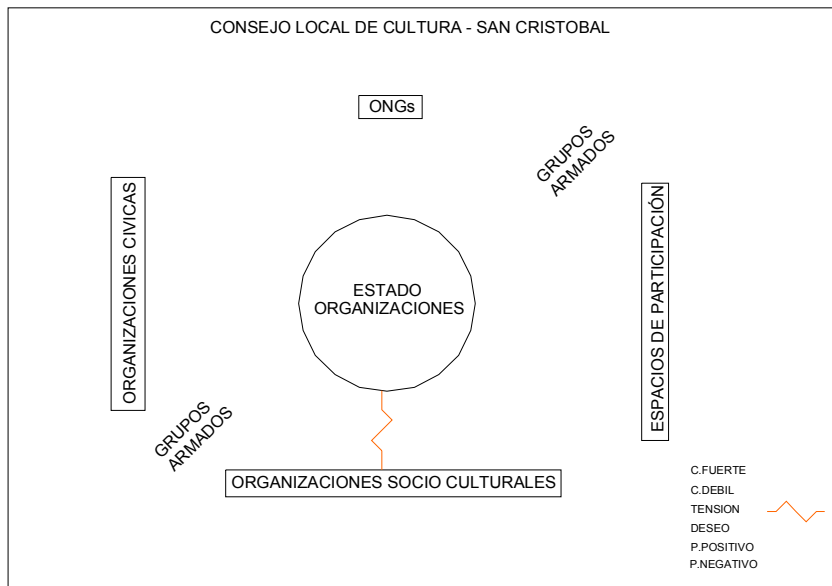 CONSEJO LOCAL DE CULTURA - SAN CRISTOBAL
ONGs
GRUPOS
ARMADOS
ORGANIZACIONES CIVICAS
ESPACIOS DE PARTICIPACIÓN
ESTADO
ORGANIZACIONES
GRUPOS
ARMADOS
ORGANIZACIONES SOCIO CULTURALES
C.FUERTE
C.DEBIL
TENSION
DESEO
P.POSITIVO
P.NEGATIVO